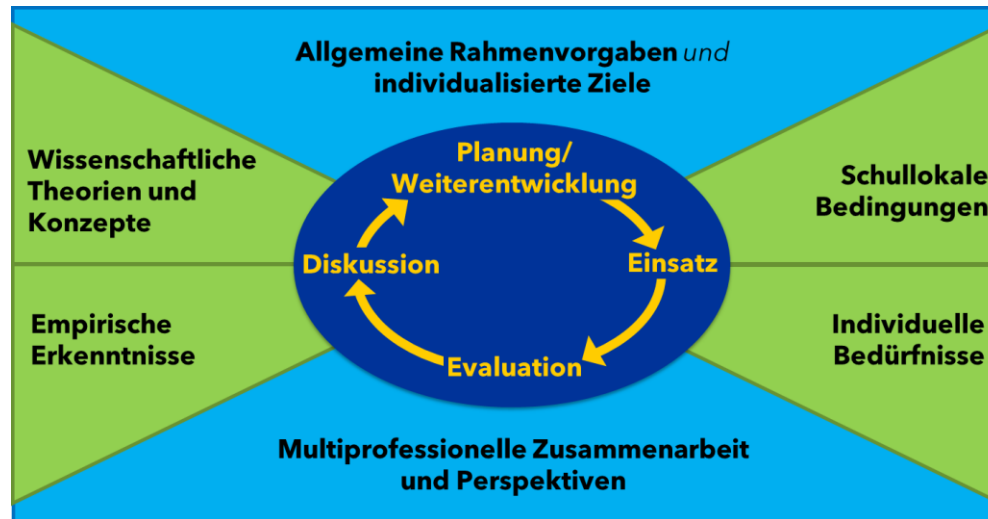 Allgemeine Rahmenvorgaben und
individualisierte Ziele
Wissenschaftliche
Theorien und
Konzepte
Planung/
Weiterentwicklung
Schullokale
Bedingungen
Diskussion
Einsatz
Empirische
Erkenntnisse
Evaluation
Individuelle
Bedürfnisse
Multiprofessionelle Zusammenarbeit
und Perspektiven